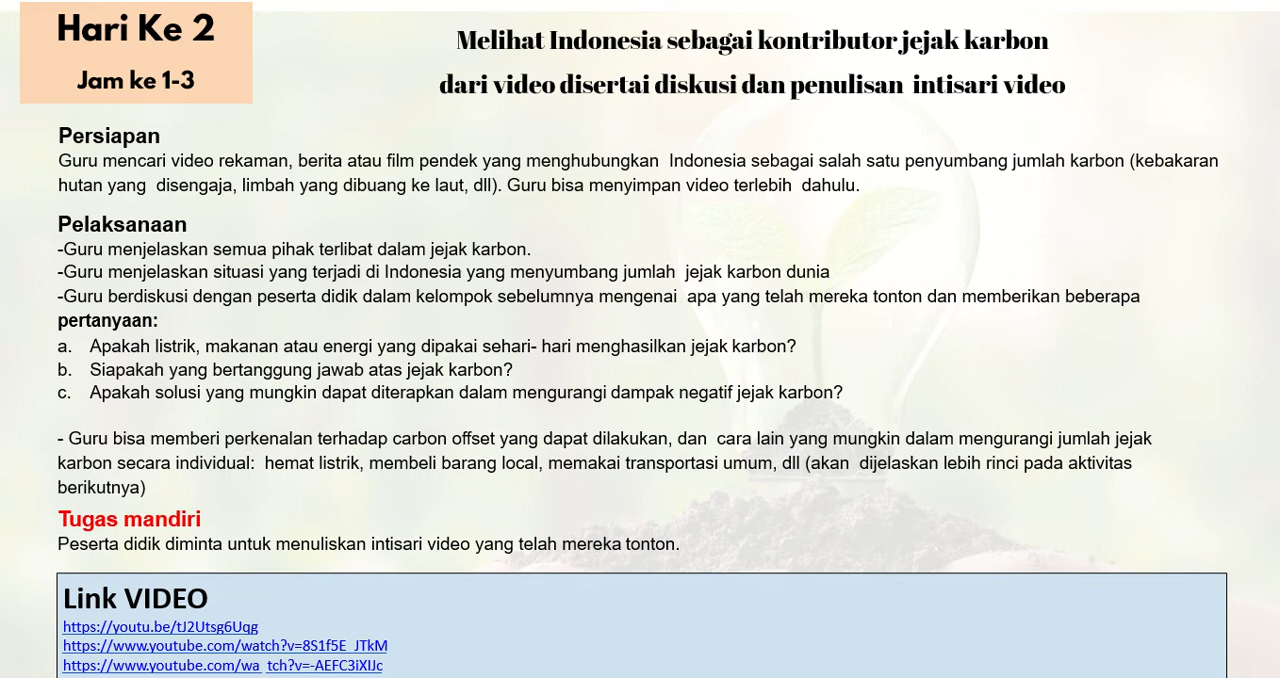 Hari Ke 2
Jam ke 1-3
Melihat Indonesia sebagai kontributor jejak karbon
dari video disertai diskusi dan penulisan intisari video
Persiapan
Guru mencari video rekaman, berita atau film pendek yang menghubungkan Indonesia sebagai salah satu penyumbang jumlah karbon (kebakaran
hutan yang disengaja, limbah yang dibuang ke laut, dll). Guru bisa menyimpan video terlebih dahulu.
Pelaksanaan
-Guru menjelaskan semua pihak terlibat dalam jejak karbon.
-Guru menjelaskan situasi yang terjadi di Indonesia yang menyumbang jumlah jejak karbon dunia
-Guru berdiskusi dengan peserta didik dalam kelompok sebelumnya mengenai apa yang telah mereka tonton dan memberikan beberapa
pertanyaan:
a. Apakah listrik, makanan atau energi yang dipakai sehari- hari menghasilkan jejak karbon?
b. Siapakah yang bertanggung jawab atas jejak karbon?
c. Apakah solusi yang mungkin dapat diterapkan dalam mengurangi dampak negatif jejak karbon?
- Guru bisa memberi perkenalan terhadap carbon offset yang dapat dilakukan, dan cara lain yang mungkin dalam mengurangi jumlah jejak
karbon secara individual: hemat listrik, membeli barang local, memakai transportasi umum, dll (akan dijelaskan lebih rinci pada aktivitas
berikutnya)
Tugas mandiri
Peserta didik diminta untuk menuliskan intisari video yang telah mereka tonton.
Link VIDEO
https://youtu.be/tJ2Utsg6Uqg
https://www.youtube.com/watch?v=8S1f5E_JTkM
https://www.youtube.com/wa tch?v=-AEFC3iXIJc